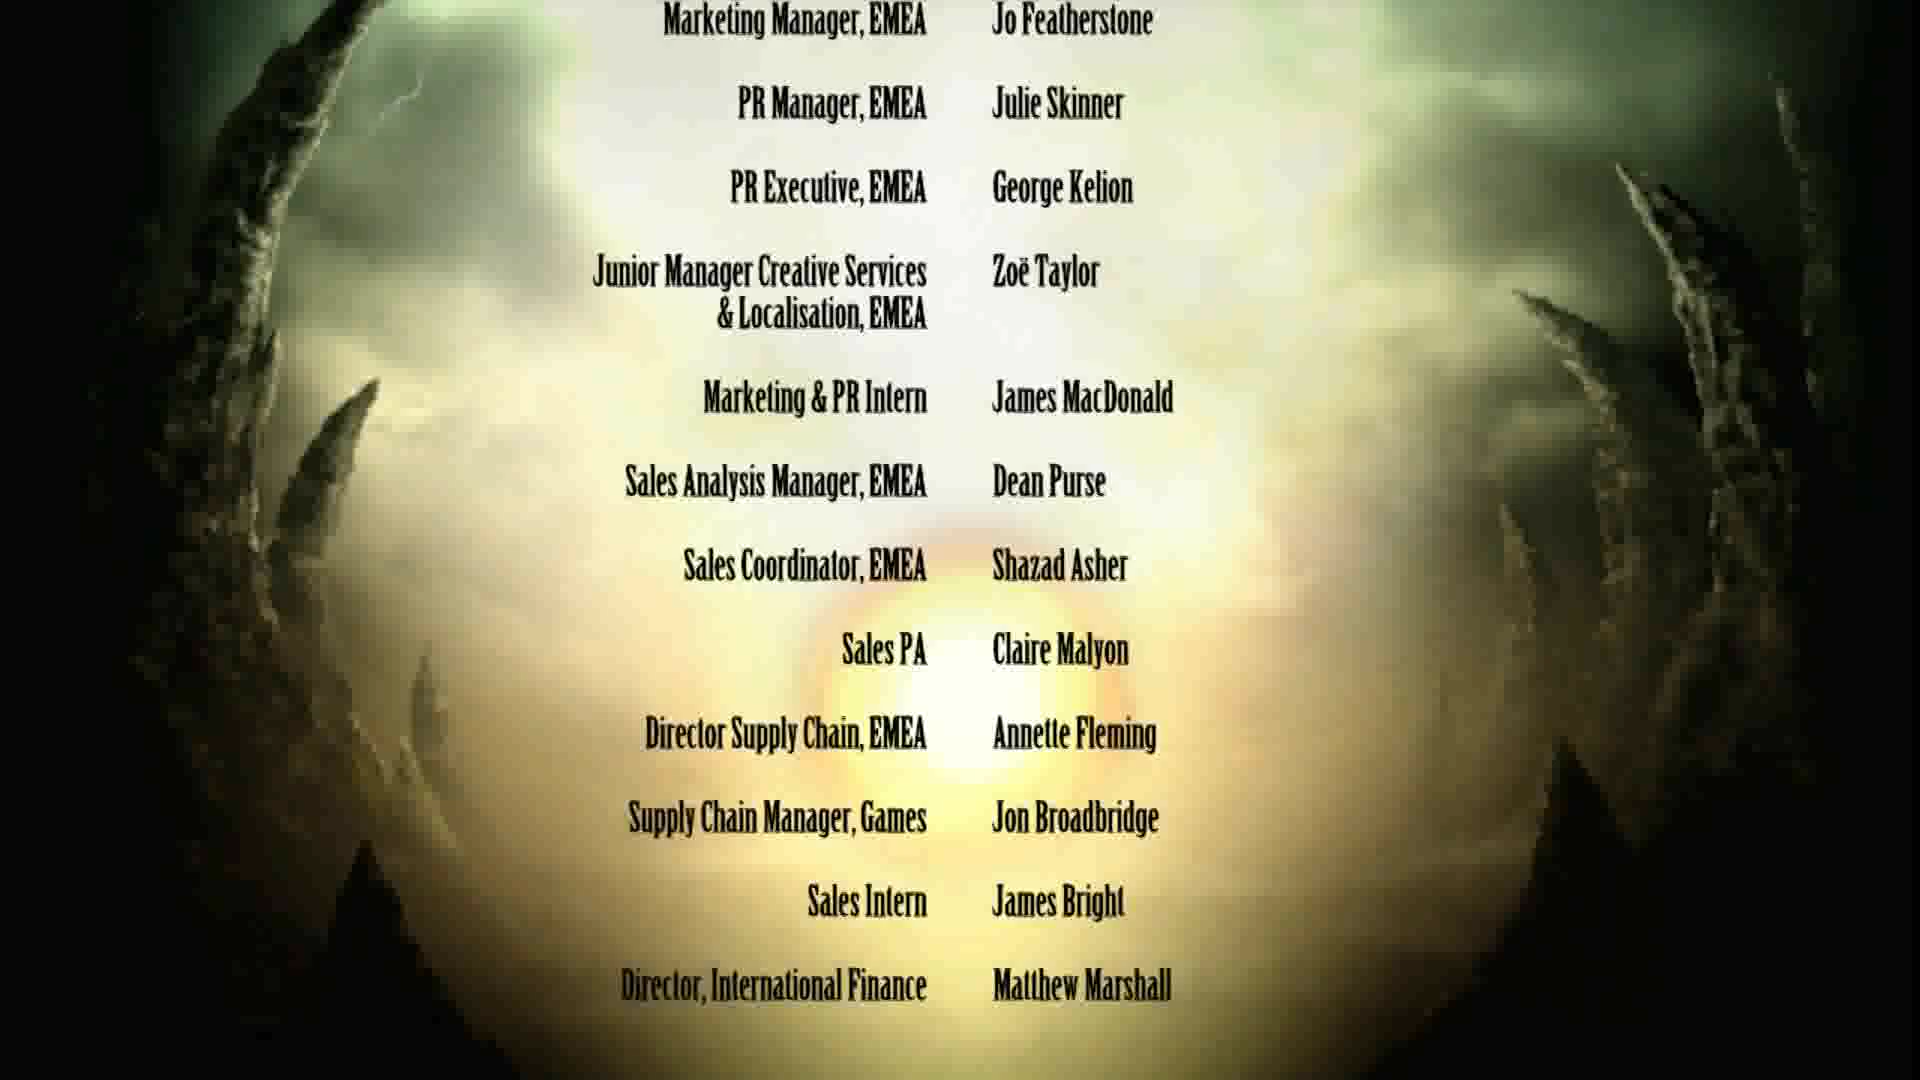 Marketing Manager, EMEA Jo Featherstone
PR Manager, EMEA Julie Skinner
PR Executive, EMEA George Kelion
Junior Manager Creative Services Zoë Taylor
& Localisation, EMEA
Marketing & PR Intern James MacDonald
Sales Analysis Manager, EMEA Dean Purse
Sales Coordinator, EMEA Shazad Asher
Sales PA Claire Malyon
Director Supply Chain, EMEA Annette Fleming
Supply Chain Manager, Games Jon Broadbridge
Sales Intern James Bright
Director, International Finance Matthew Marshall